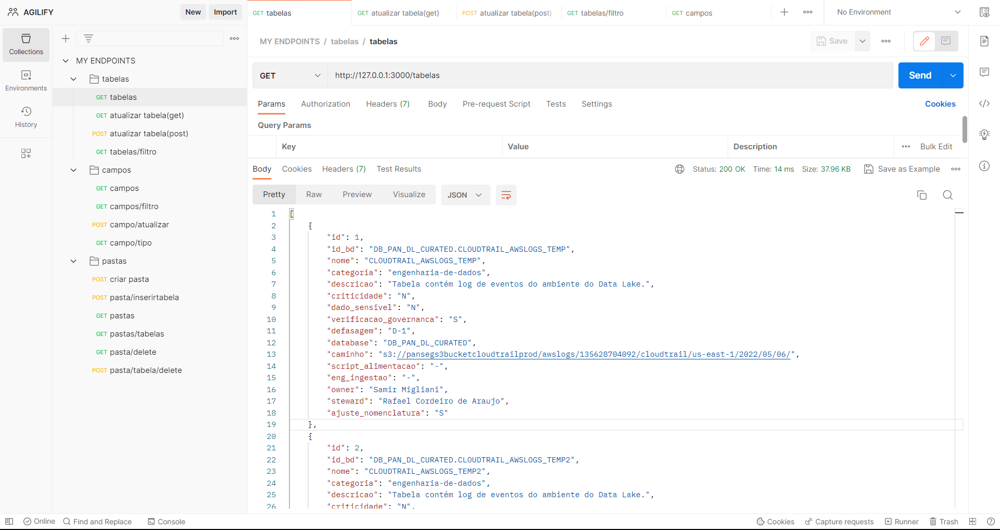 AGILIFY
New
Import
GET tabelas
GET atualizar tabela(get)
POST atualizar tabela(post)
GET tabelas/filtro
GET campos
No Environment
Collections
Environments
History
MY ENDPOINTS
tabelas
GET tabelas
GET atualizar tabela(get)
POST atualizar tabela(post)
GET tabelas/filtro
campos
GET campos
GET campos/filtro
POST campo/atualizar
GET campo/tipo
pastas
POST criar pasta
POST pasta/inserirtabela
GET pastas
GET pastas/tabelas
GET pasta/delete
POST pasta/tabela/delete
MY ENDPOINTS / tabelas / tabelas
Save
GET
http://127.0.0.1:3000/tabelas
Send
Params Authorization Headers (7) Body Pre-request Script Tests Settings
Cookies
Query Params
Key Value Description Bulk Edit
Body Cookies Headers (7) Test Results
Status: 200 OK Time: 14 ms Size: 37.96 KB Save as Example
Pretty Raw Preview Visualize JSON
1 [
2 {
3 "id": 1,
4 "id_bd": "DB_PAN_DL_CURATED.CLOUDTRAIL_AWSLOGS_TEMP",
5 "nome": "CLOUDTRAIL_AWSLOGS_TEMP",
6 "categoria": "engenharia-de-dados",
7 "descricao": "Tabela contém log de eventos do ambiente do Data Lake.",
8 "criticidade": "N",
9 "dado_sensivel": "N",
10 "verificacao_governanca": "S",
11 "defasagem": "D-1",
12 "database": "DB_PAN_DL_CURATED",
13 "caminho": "s3://pansegs3bucketcloudtrailprod/awslogs/135628704092/cloudtrail/us-east-1/2022/05/06/",
14 "script_alimentacao": "-",
15 "eng_ingestao": "-",
16 "owner": "Samir Migliani",
17 "steward": "Rafael Cordeiro de Araujo",
18 "ajuste_nomenclatura": "S"
19 },
20 {
21 "id": 2,
22 "id_bd": "DB_PAN_DL_CURATED.CLOUDTRAIL_AWSLOGS_TEMP2",
23 "nome": "CLOUDTRAIL_AWSLOGS_TEMP2",
24 "categoria": "engenharia-de-dados",
25 "descricao": "Tabela contém log de eventos do ambiente do Data Lake.",
26 "criticidade": "N",
Online
Find and Replace
Console
Cookies
Capture requests
Runner
Trash